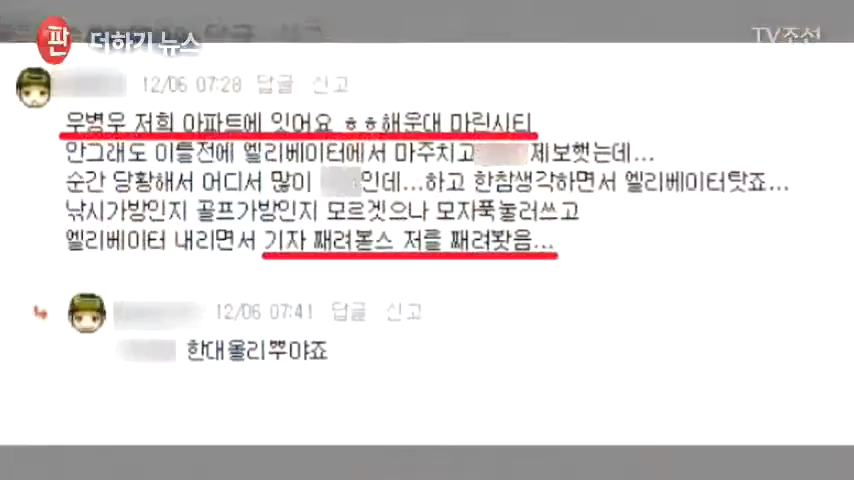 판 더하기 뉴스
TV조선
12/06 07:28 답글 신고
우병우 저희 아파트에 잇어요 ㅎㅎ해운대 마린시티
안그래도 이틀전에 엘리베이터에서 마주치고 제보햇는데...
순간 당황해서 어디서 많이 인데...하고 한참생각하면서 엘리베이터탓죠...
낚시가방인지 골프가방인지 모르겟으나 모자푹눌러쓰고
엘리베이터 내리면서 기자 째려봄스 저를 째려봣음...
12/06 07:41 답글 신고
한대올리뿌야죠